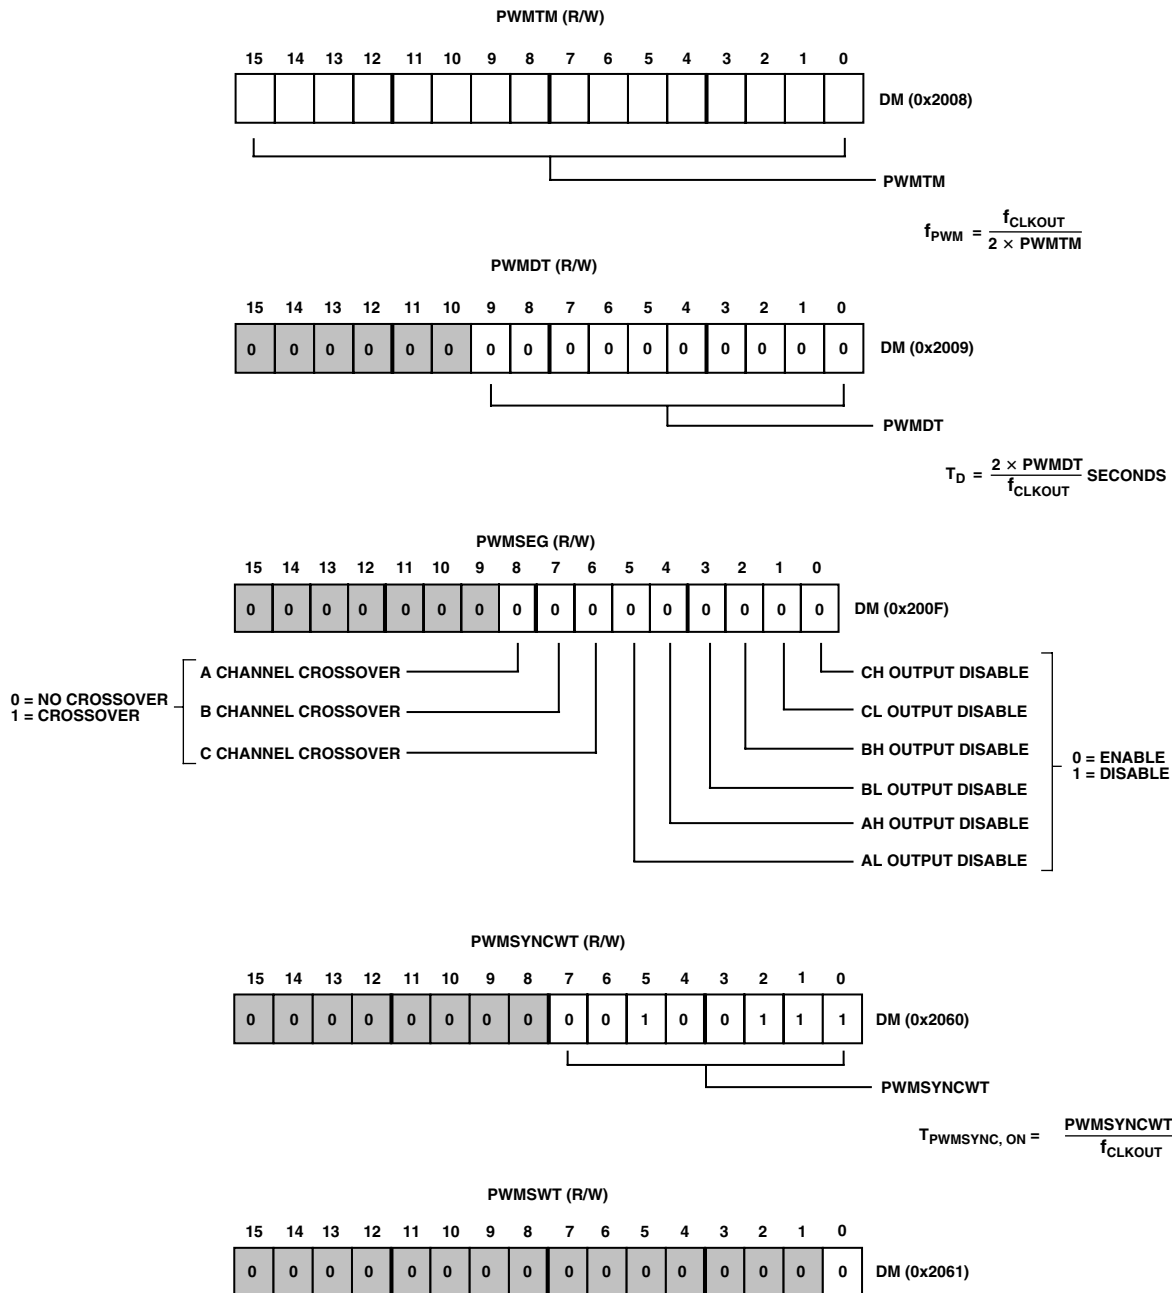 PWMTM (R/W)
15 14 13 12 11 10 9 8 7 6 5 4 3 2 1 0
DM (0x2008)
PWMTM
f_PWM = f_CLKOUT / 2 × PWMTM
PWMDT (R/W)
15 14 13 12 11 10 9 8 7 6 5 4 3 2 1 0
0 0 0 0 0 0 0 0 0 0 0 0 0 0 0 0 DM (0x2009)
PWMDT
T_D = 2 × PWMDT / f_CLKOUT SECONDS
PWMSEG (R/W)
15 14 13 12 11 10 9 8 7 6 5 4 3 2 1 0
0 0 0 0 0 0 0 0 0 0 0 0 0 0 0 0 DM (0x200F)
0 = NO CROSSOVER
1 = CROSSOVER
A CHANNEL CROSSOVER
B CHANNEL CROSSOVER
C CHANNEL CROSSOVER
CH OUTPUT DISABLE
CL OUTPUT DISABLE
BH OUTPUT DISABLE
BL OUTPUT DISABLE
AH OUTPUT DISABLE
AL OUTPUT DISABLE
0 = ENABLE
1 = DISABLE
PWMSYNCWT (R/W)
15 14 13 12 11 10 9 8 7 6 5 4 3 2 1 0
0 0 0 0 0 0 0 0 0 0 1 0 0 1 1 1 DM (0x2060)
PWMSYNCWT
T_PWMSYNC, ON = PWMSYNCWT / f_CLKOUT
PWMSWT (R/W)
15 14 13 12 11 10 9 8 7 6 5 4 3 2 1 0
0 0 0 0 0 0 0 0 0 0 0 0 0 0 0 0 DM (0x2061)